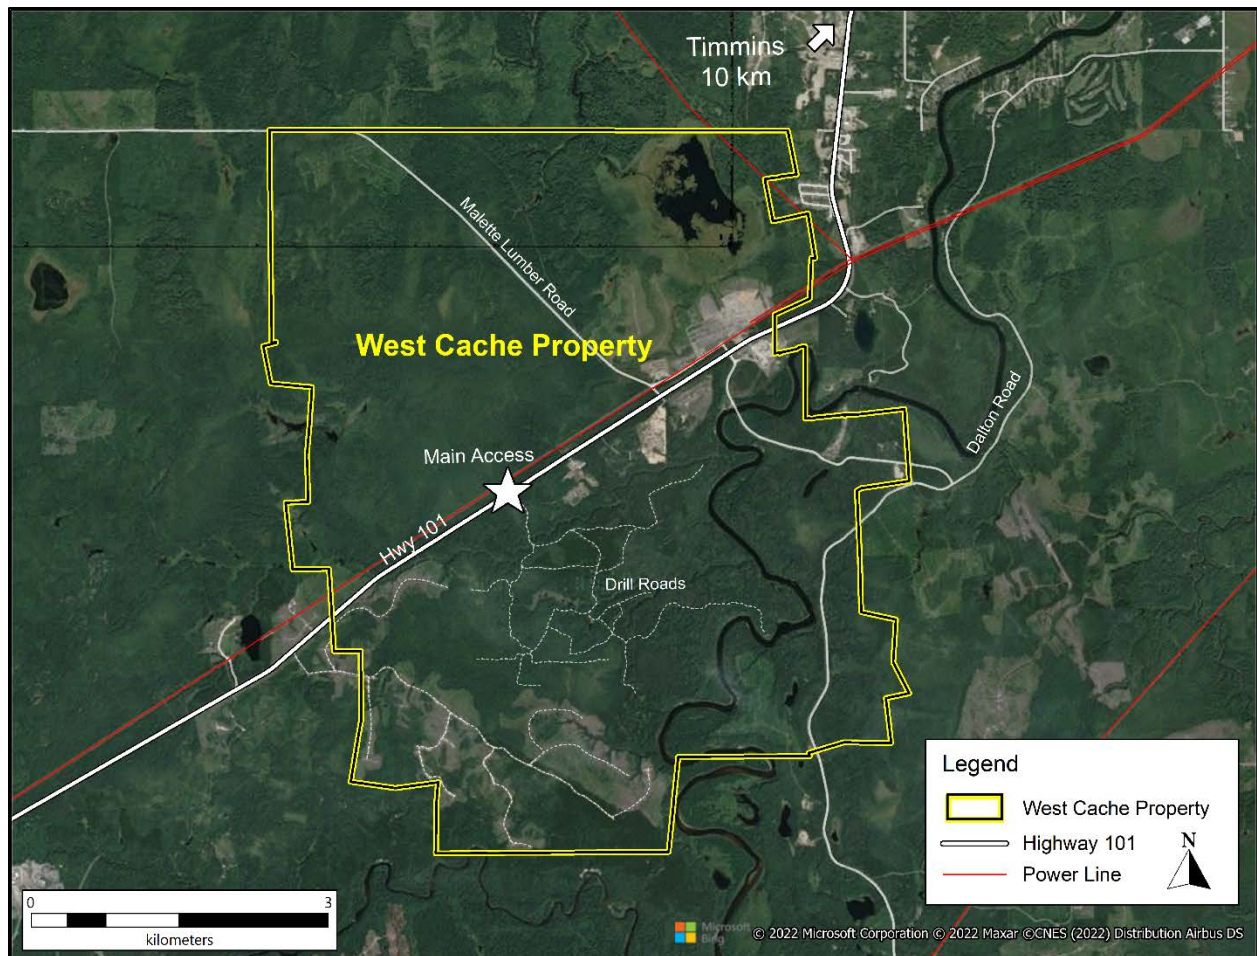 Timmins
10 km
Malette Lumber Road
West Cache Property
Dalton Road
Main Access
Hwy 101
Drill Roads
Legend
West Cache Property
Highway 101
Power Line
N
0 3
kilometers
Microsoft
Bing
© 2022 Microsoft Corporation © 2022 Maxar ©CNES (2022) Distribution Airbus DS